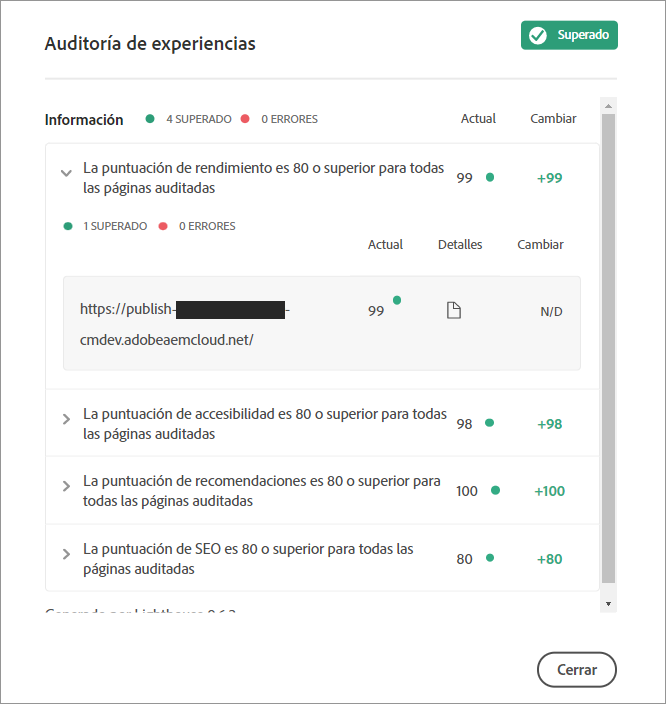 Auditoría de experiencias
Superado
Información 4 SUPERADO 0 ERRORES Actual Cambiar
La puntuación de rendimiento es 80 o superior para todas
las páginas auditadas
99 +99
1 SUPERADO 0 ERRORES
Actual Detalles Cambiar
https://publish- -
cmdev.adobeaemcloud.net/
99 N/D
La puntuación de accesibilidad es 80 o superior para todas
las páginas auditadas
98 +98
La puntuación de recomendaciones es 80 o superior para
todas las páginas auditadas
100 +100
La puntuación de SEO es 80 o superior para todas las
páginas auditadas
80 +80
Generado por Lighthouse
Cerrar